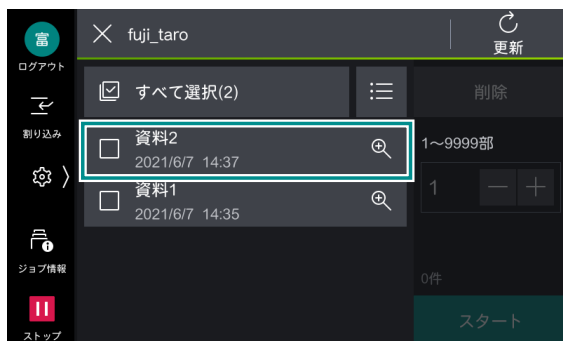 富
ログアウト
割り込み
ジョブ情報
ストップ
fuji_taro
更新
すべて選択(2)
削除
資料2
2021/6/7 14:37
資料1
2021/6/7 14:35
1～9999部
1
0件
スタート